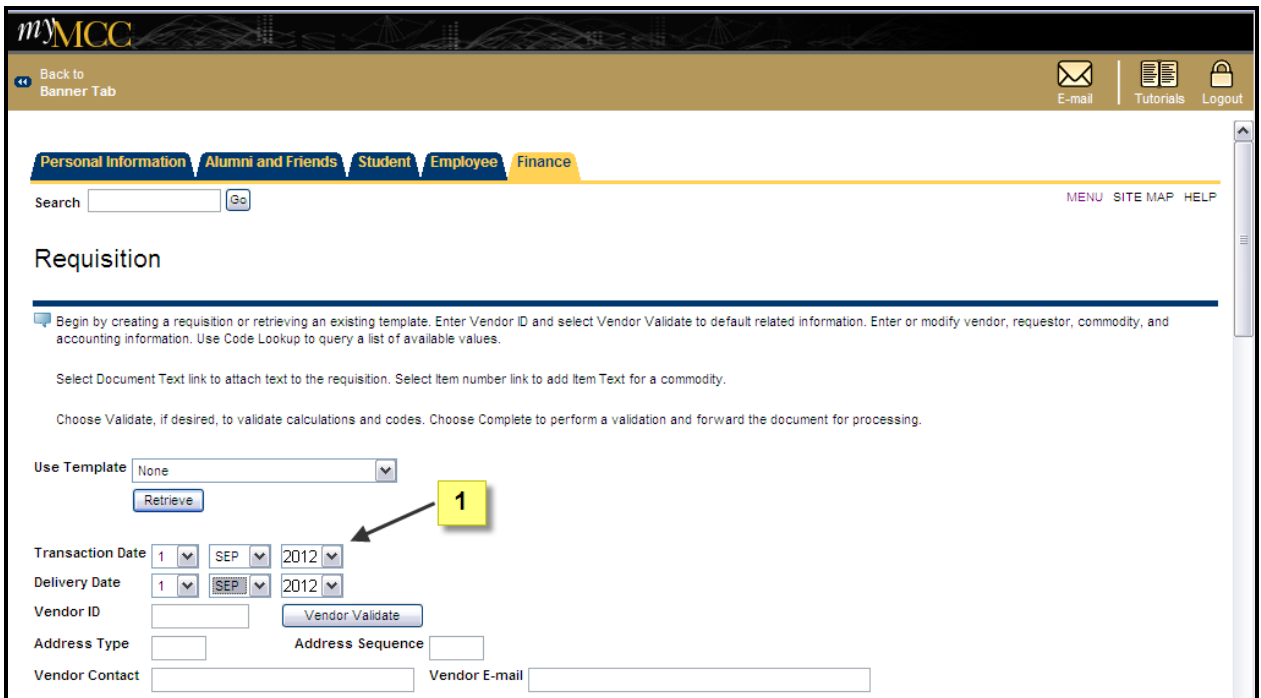 myMCC
Back to
Banner Tab
E-mail Tutorials Logout
Personal Information Alumni and Friends Student Employee Finance
Search Go MENU SITE MAP HELP
Requisition
Begin by creating a requisition or retrieving an existing template. Enter Vendor ID and select Vendor Validate to default related information. Enter or modify vendor, requestor, commodity, and
accounting information. Use Code Lookup to query a list of available values.
Select Document Text link to attach text to the requisition. Select Item number link to add Item Text for a commodity.
Choose Validate, if desired, to validate calculations and codes. Choose Complete to perform a validation and forward the document for processing.
Use Template None
Retrieve
1
Transaction Date 1 SEP 2012
Delivery Date 1 SEP 2012
Vendor ID Vendor Validate
Address Type Address Sequence
Vendor Contact Vendor E-mail